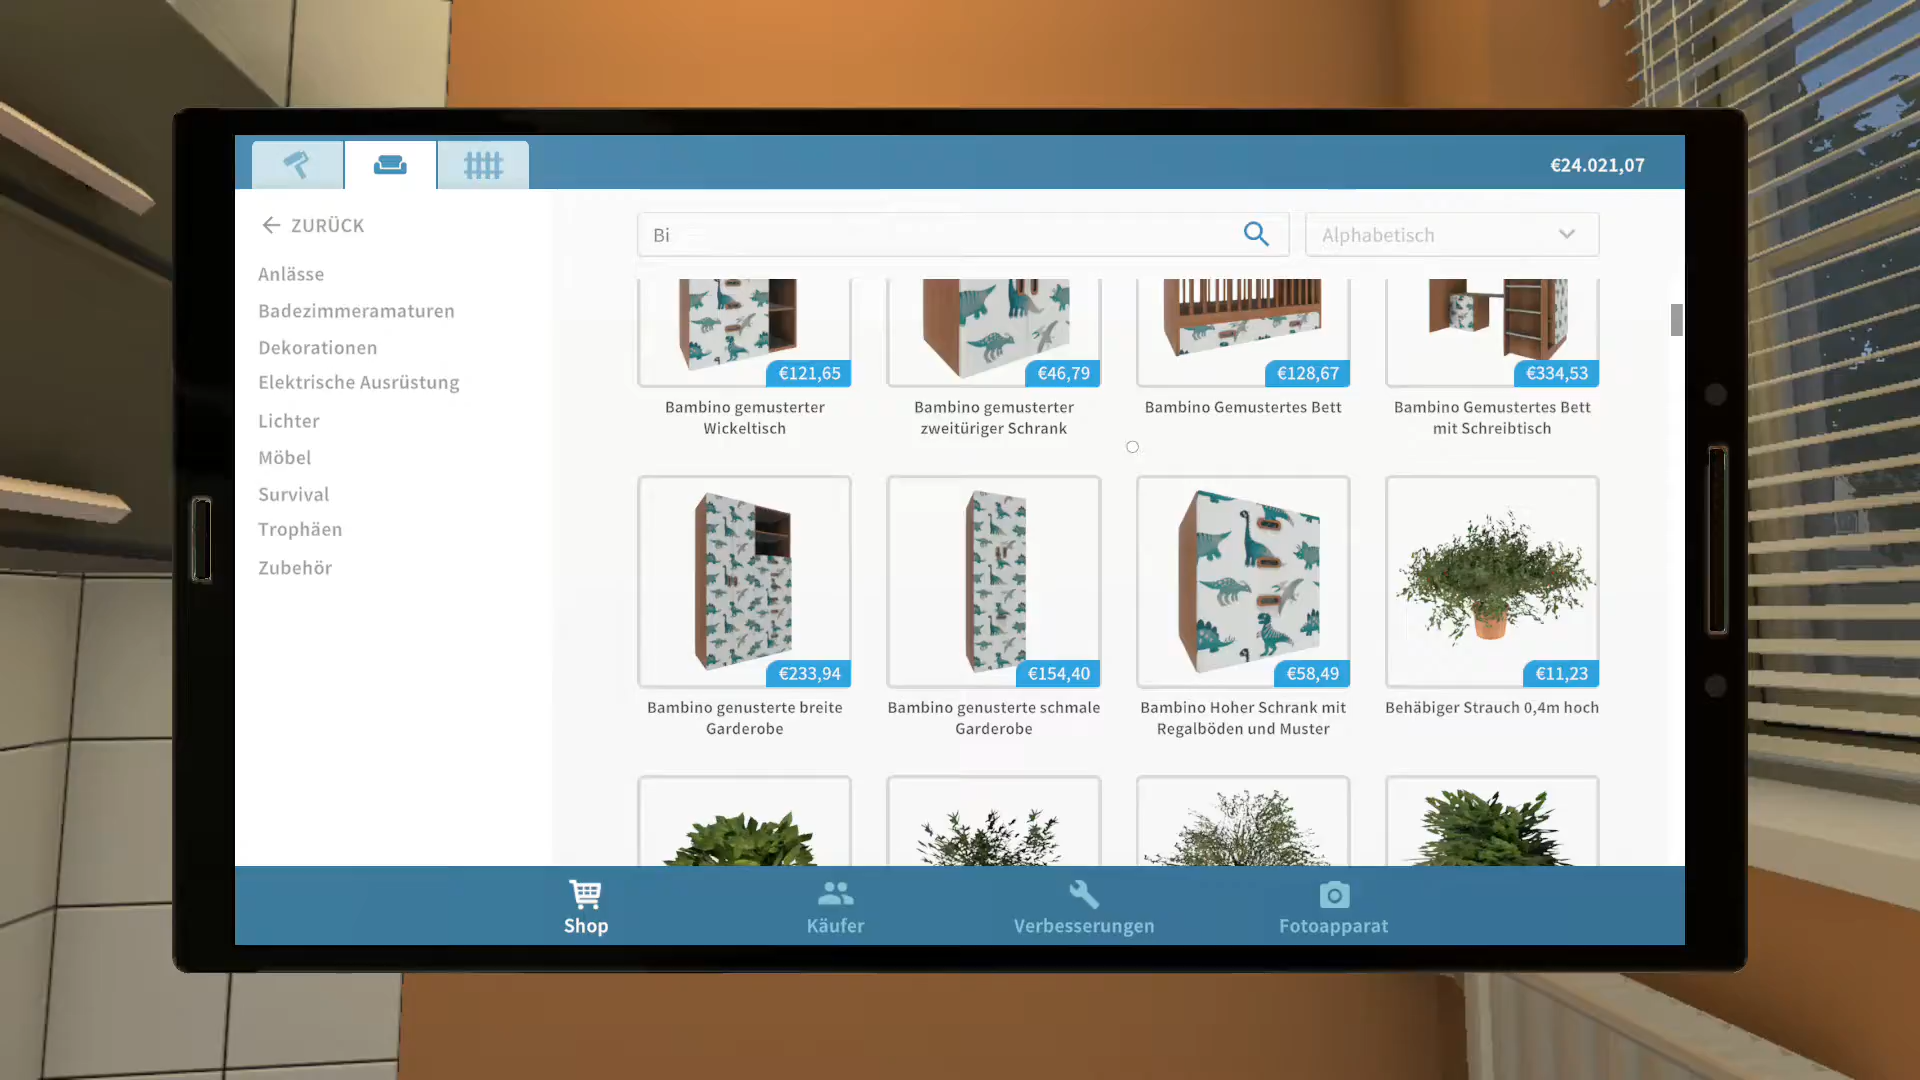 €24.021,07
ZURÜCK
Anlässe
Badezimmeramaturen
Dekorationen
Elektrische Ausrüstung
Lichter
Möbel
Survival
Trophäen
Zubehör
Bi
Alphabetisch
€121,65
€46,79
€128,67
€334,53
Bambino gemusterter
Wickeltisch
Bambino gemusterter
zweitüriger Schrank
Bambino Gemustertes Bett
Bambino Gemustertes Bett
mit Schreibtisch
€233,94
€154,40
€58,49
€11,23
Bambino genusterte breite
Garderobe
Bambino genusterte schmale
Garderobe
Bambino Hoher Schrank mit
Regalböden und Muster
Behäbiger Strauch 0,4m hoch
Shop
Käufer
Verbesserungen
Fotoapparat